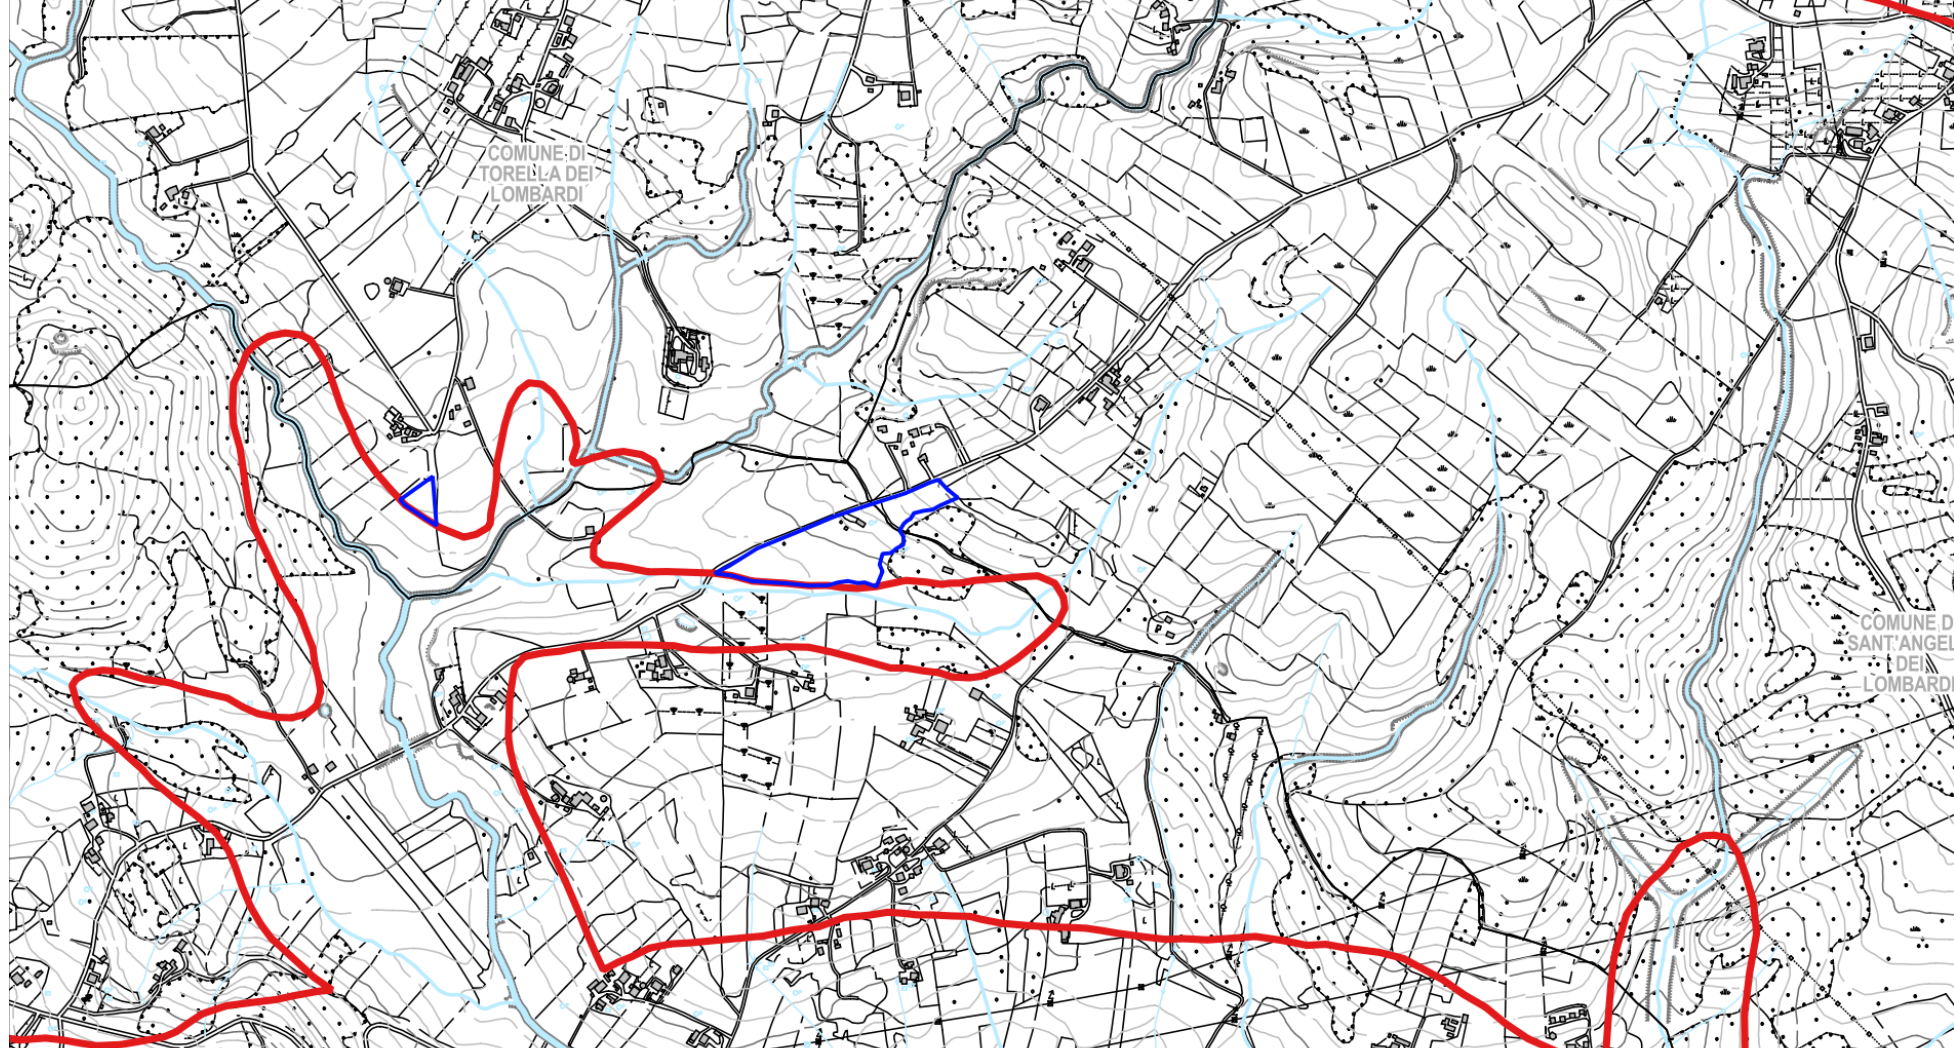 COMUNE DI
TORELLA DEI
LOMBARDI
COMUNE D
SANT'ANGEL
DEI
LOMBARDI